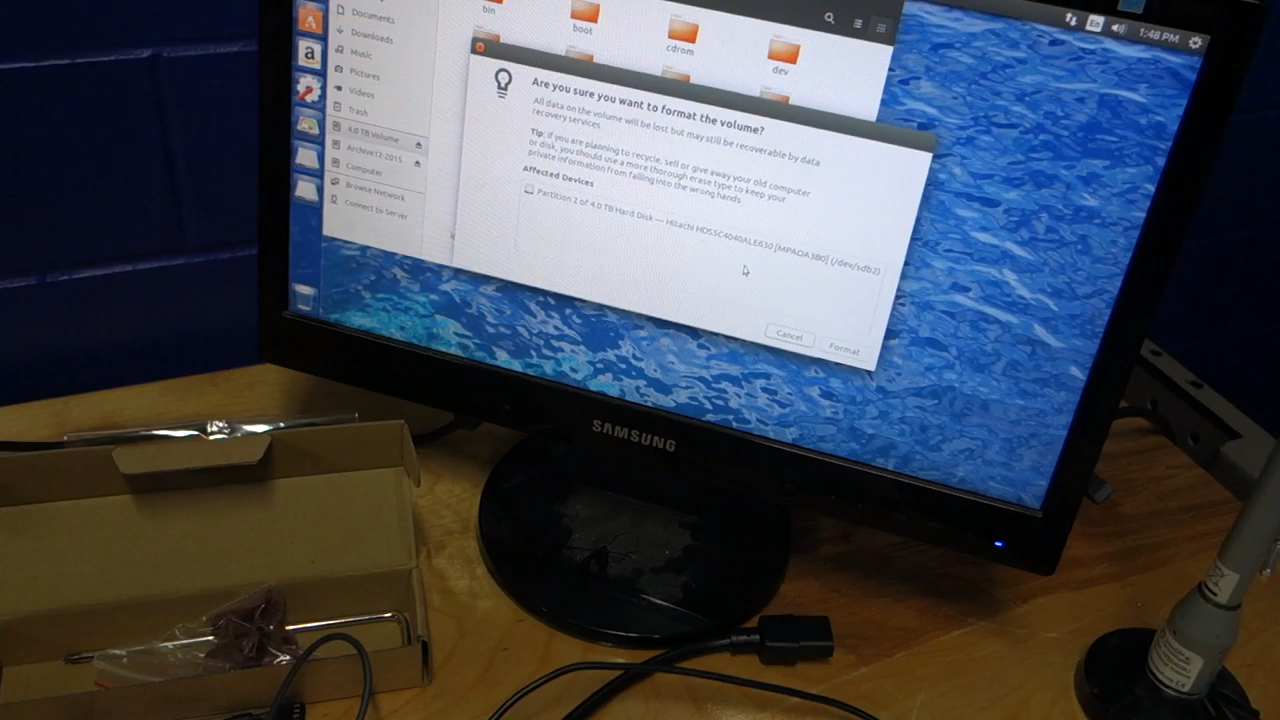 bin
boot
cdrom
dev
En
1:48 PM
Documents
Downloads
Music
Pictures
Videos
Trash
4.0 TB Volume
Archive12-2015
Computer
Browse Network
Connect to Server
Are you sure you want to format the volume?
All data on the volume will be lost but may still be recoverable by data
recovery services
Tip: If you are planning to recycle, sell or give away your old computer
or disk, you should use a more thorough erase type to keep your
private information from falling into the wrong hands
Affected Devices
Partition 2 of 4.0 TB Hard Disk — Hitachi HDS5C4040ALE630 [MPAOA3B0] (/dev/sdb2)
Cancel
Format
SAMSUNG